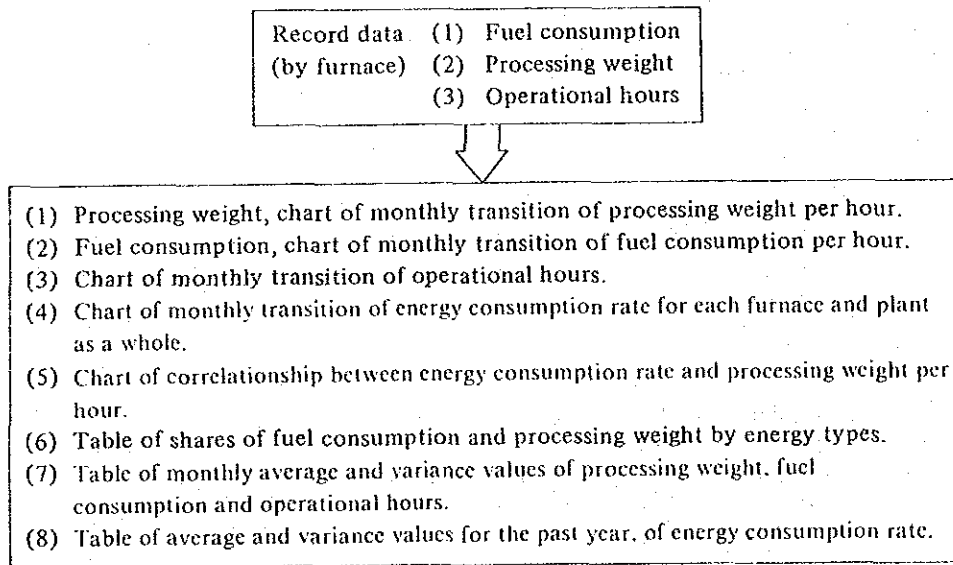 Record data (1) Fuel consumption
(by furnace) (2) Processing weight
(3) Operational hours
(1) Processing weight, chart of monthly transition of processing weight per hour.
(2) Fuel consumption, chart of monthly transition of fuel consumption per hour.
(3) Chart of monthly transition of operational hours.
(4) Chart of monthly transition of energy consumption rate for each furnace and plant
as a whole.
(5) Chart of correlationship between energy consumption rate and processing weight per
hour.
(6) Table of shares of fuel consumption and processing weight by energy types.
(7) Table of monthly average and variance values of processing weight, fuel
consumption and operational hours.
(8) Table of average and variance values for the past year, of energy consumption rate.